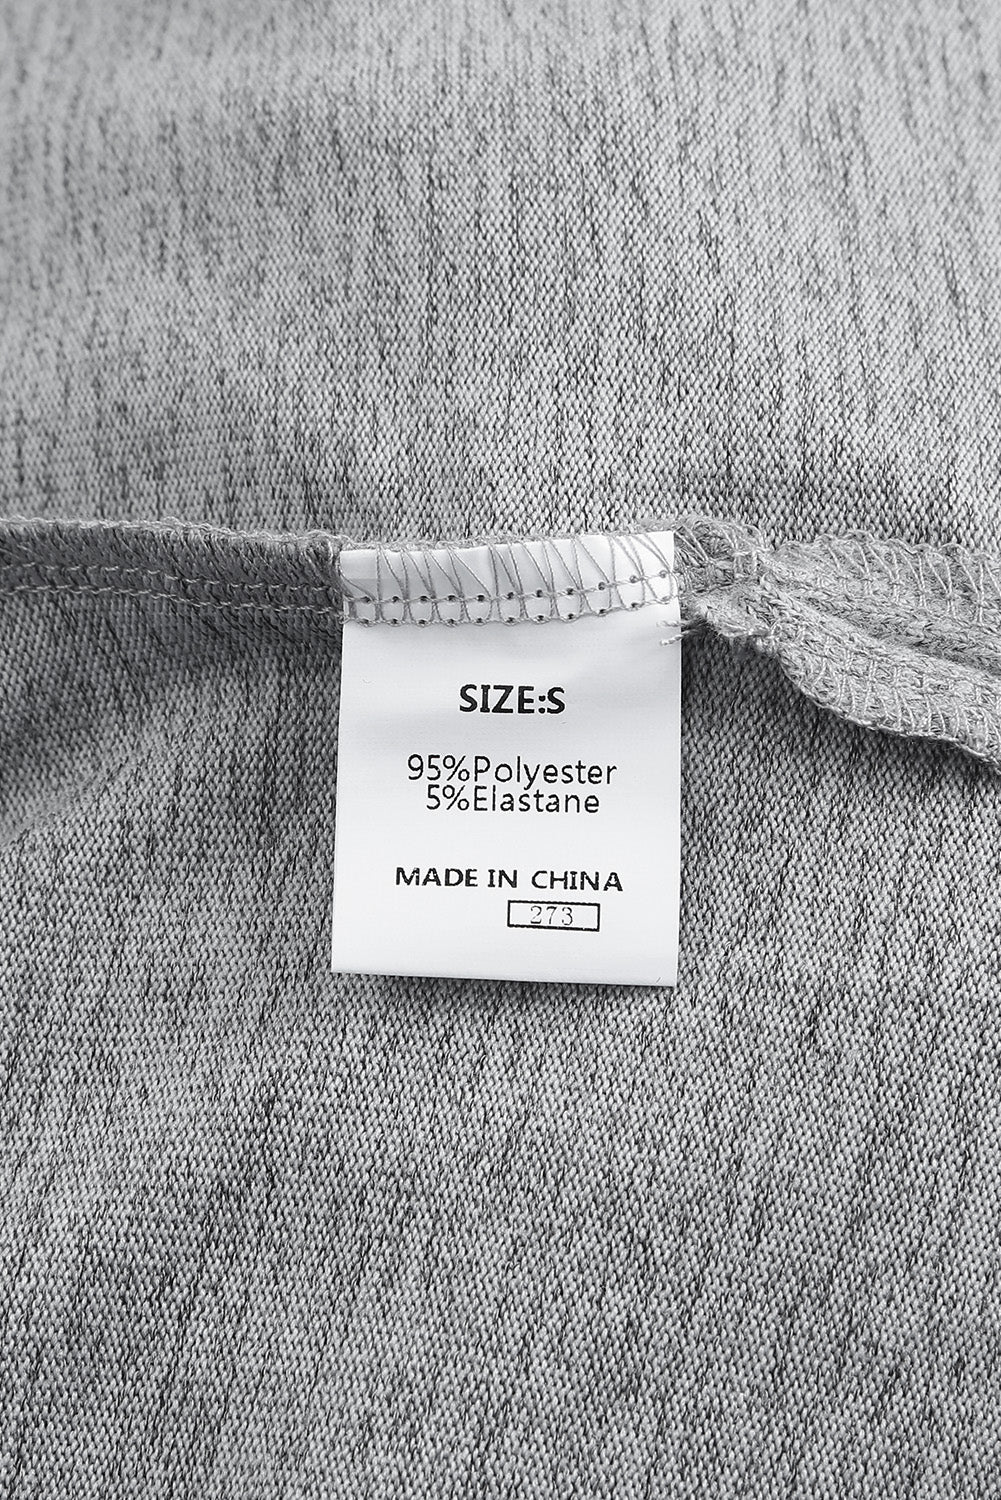 SIZE:S
95%Polyester
5%Elastane
MADE IN CHINA
273